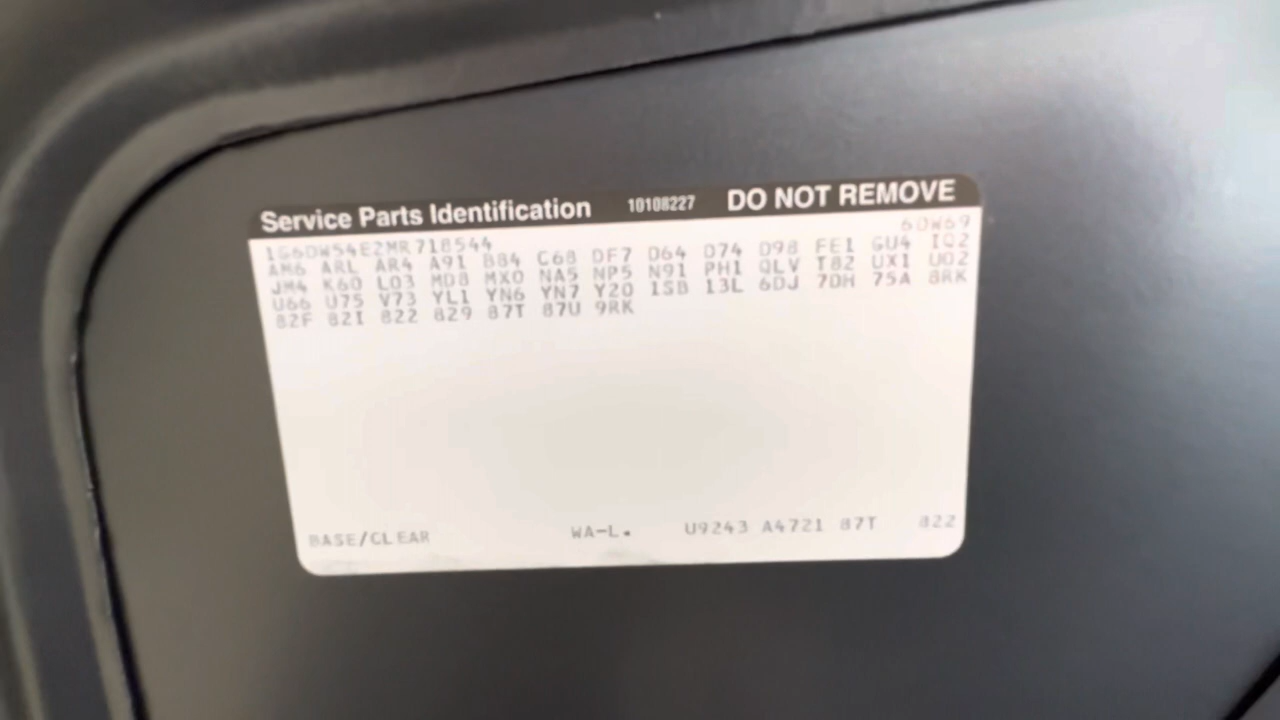 Service Parts Identification 10108227 DO NOT REMOVE
1G6DW54E2MR718544 6DW69
AM6 ARL AR4 A91 B84 C68 DF7 D64 D74 D98 FE1 GU4 IQ2
JM4 K60 L03 MD8 MX0 NA5 NP5 N91 PH1 QLV T82 UX1 U02
U66 U75 V73 YL1 YN6 YN7 Y20 1SB 13L 6DJ 7DH 75A 8RK
82F 82I 822 829 87T 87U 9RK
BASE/CLEAR WA-L. U9243 A4721 87T 822